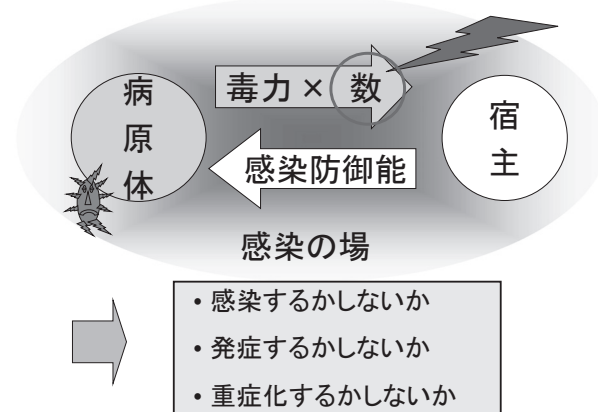 病原体
毒力×数
宿主
感染防御能
感染の場
・感染するかしないか
・発症するかしないか
・重症化するかしないか